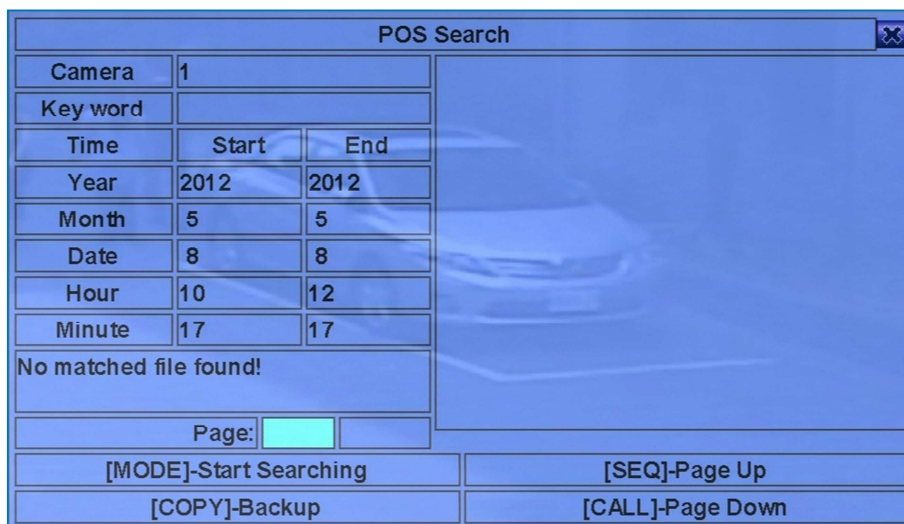 POS Search
Camera 1
Key word
Time Start End
Year 2012 2012
Month 5 5
Date 8 8
Hour 10 12
Minute 17 17
No matched file found!
Page:
[MODE]-Start Searching [SEQ]-Page Up
[COPY]-Backup [CALL]-Page Down